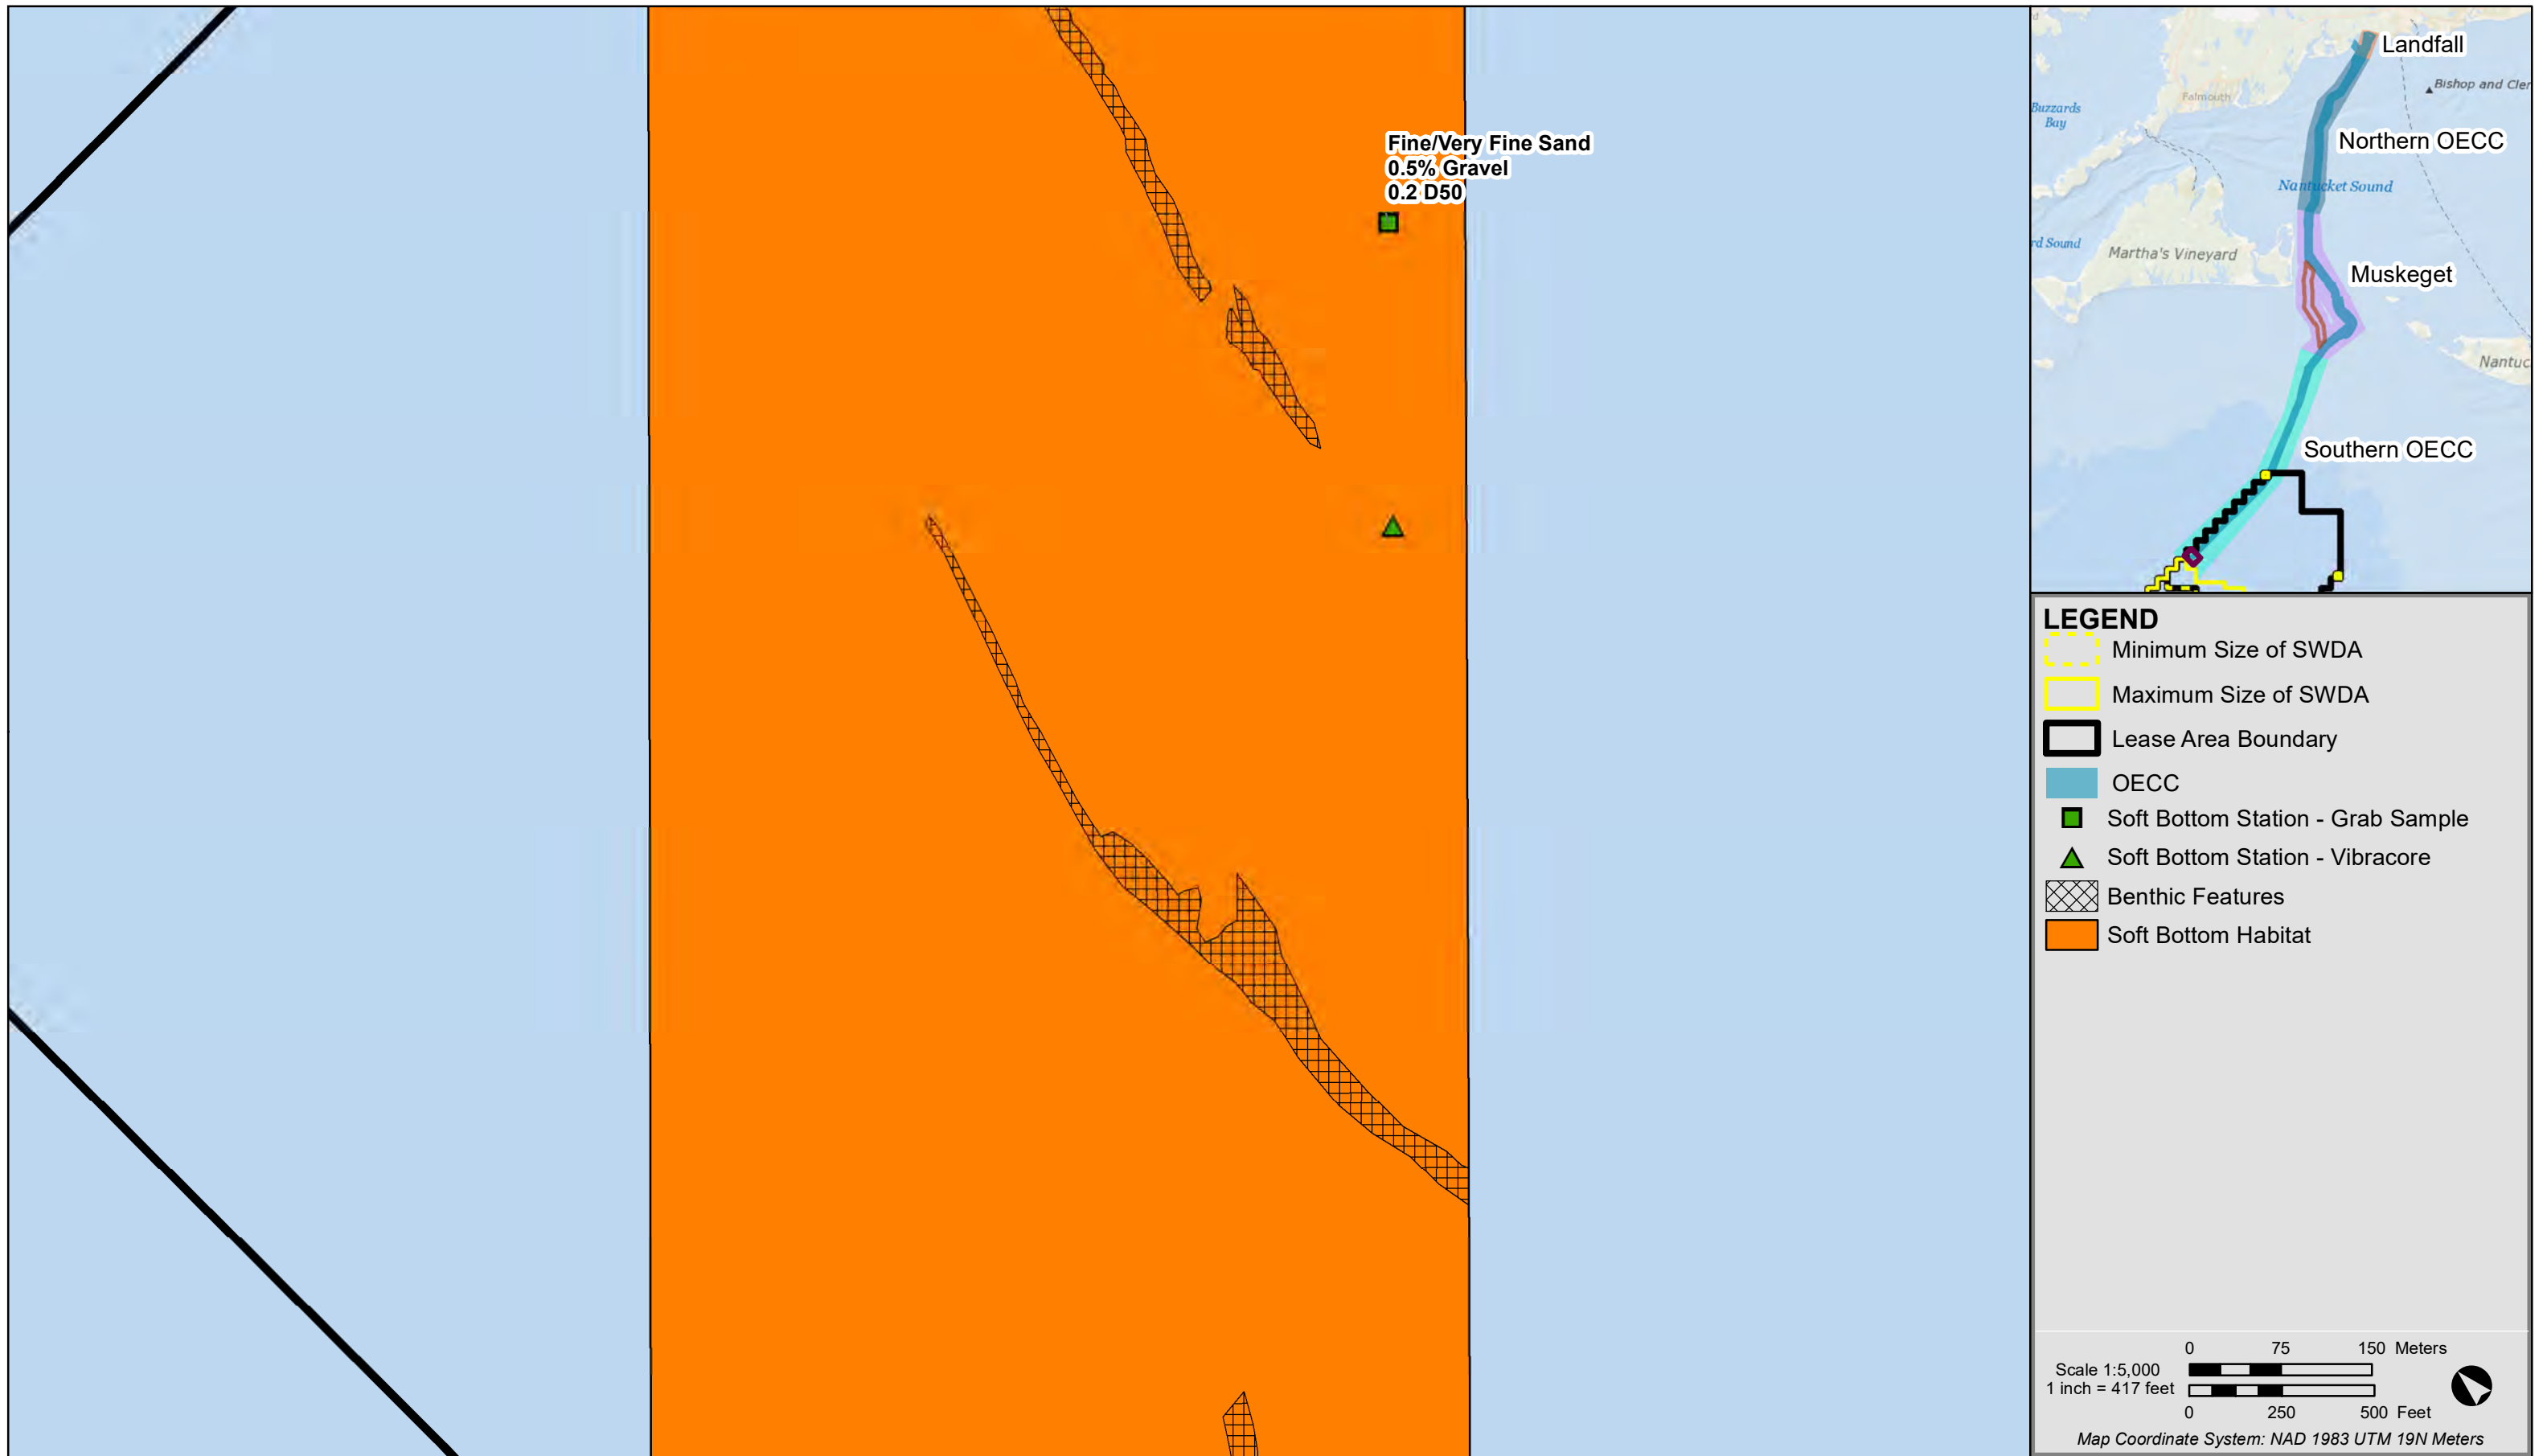 Fine/Very Fine Sand
0.5% Gravel
0.2 D50
Landfall
Bishop and Cler
Falmouth
Buzzards
Bay
Northern OECC
Nantucket Sound
rd Sound
Martha's Vineyard
Muskeget
Nantuc
Southern OECC
LEGEND
Minimum Size of SWDA
Maximum Size of SWDA
Lease Area Boundary
OECC
Soft Bottom Station - Grab Sample
Soft Bottom Station - Vibracore
Benthic Features
Soft Bottom Habitat
0 75 150 Meters
Scale 1:5,000
1 inch = 417 feet
0 250 500 Feet
Map Coordinate System: NAD 1983 UTM 19N Meters